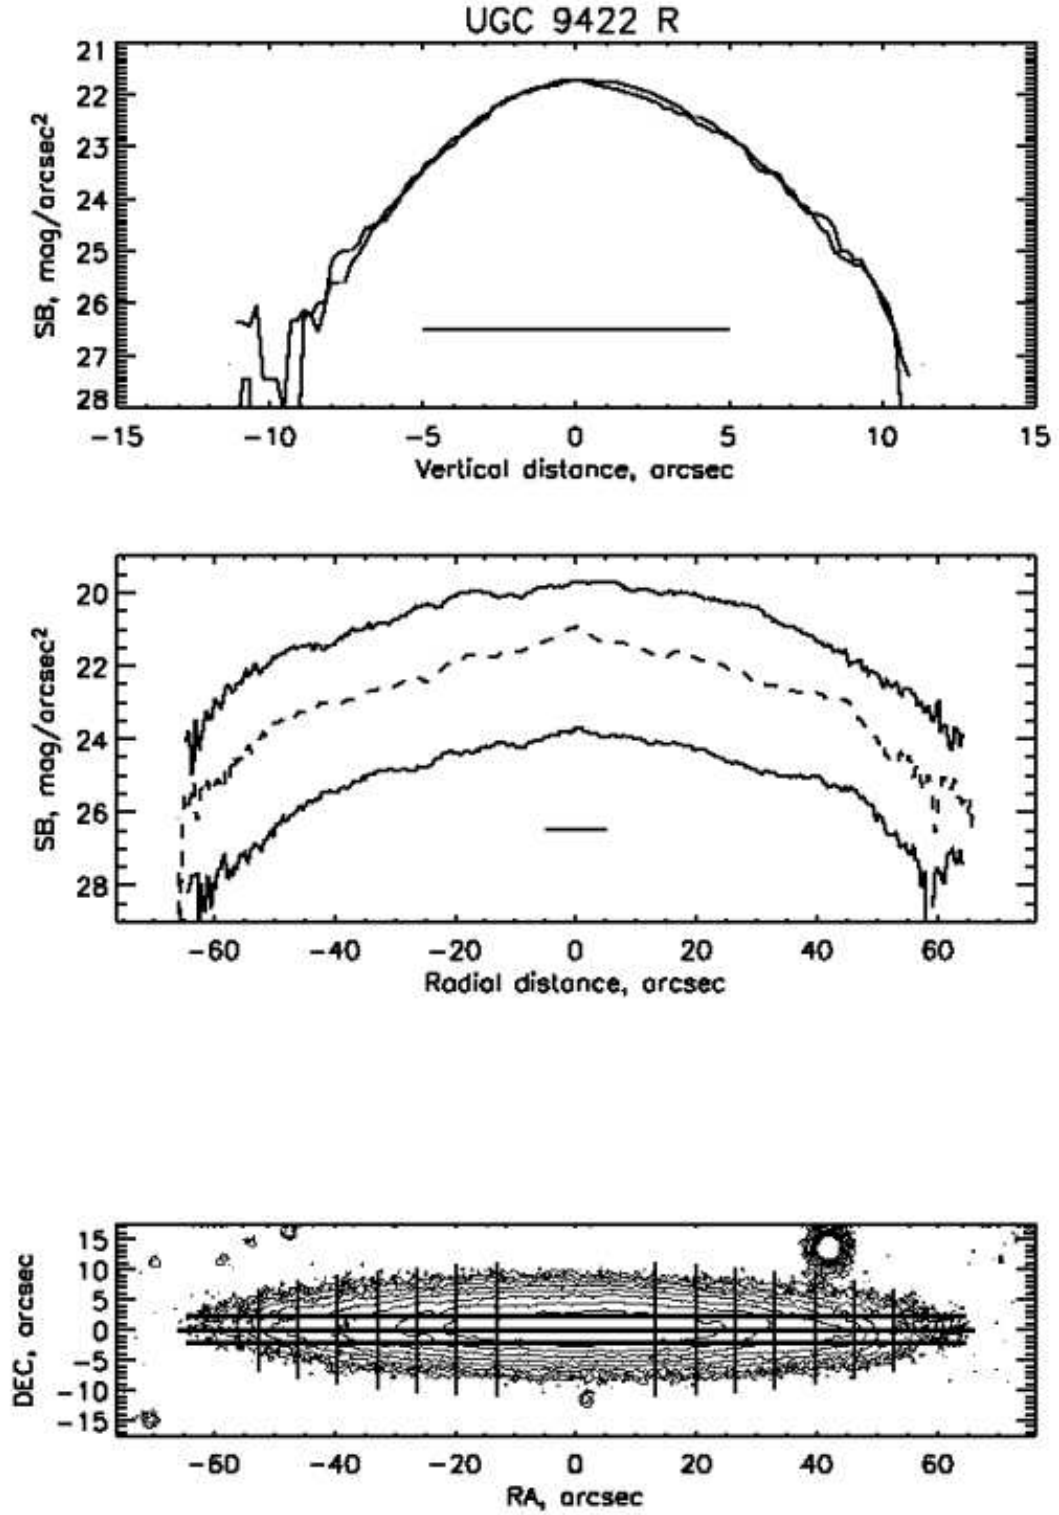 UGC 9422 R
21
22
23
24
25
26
27
28
SB, mag/arcsec²
-15 -10 -5 0 5 10 15
Vertical distance, arcsec
20
22
24
26
28
SB, mag/arcsec²
-60 -40 -20 0 20 40 60
Radial distance, arcsec
15
10
5
0
-5
-10
-15
DEC, arcsec
-60 -40 -20 0 20 40 60
RA, arcsec